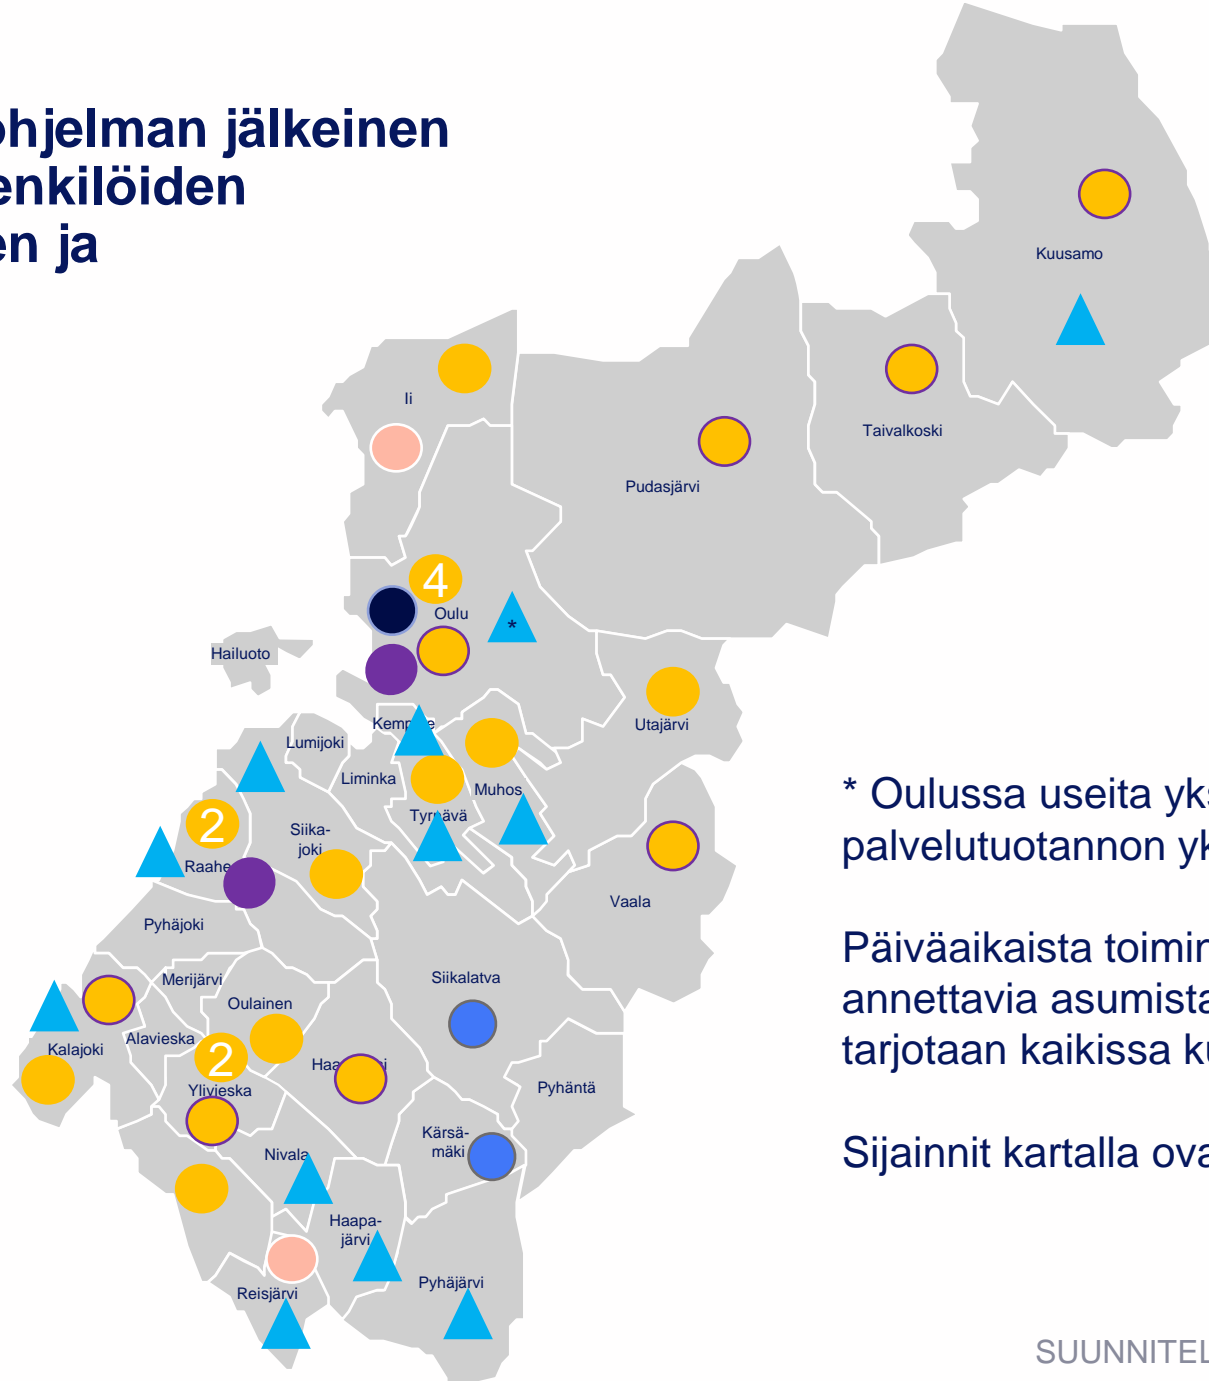 ohjelman jälkeinen
enkilöiden
en ja
Kuusamo
Ii
Taivalkoski
Pudasjärvi
4
Oulu
*
Hailuoto
Utajärvi
Lumijoki
Liminka
Muhos
2
Siika-
joki
Raahe
Vaala
Pyhäjoki
Merijärvi
Siikalatva
Oulainen
Alavieska
Kalajoki
2
Ylivieska
Pyhäntä
Kärsä-
mäki
Nivala
Haapa-
järvi
Pyhäjärvi
Reisjärvi
* Oulussa useita yks
palvelutuotannon yk
Päiväaikaista toimin
annettavia asumista
tarjotaan kaikissa ku
Sijainnit kartalla ova
SUUNNITEL